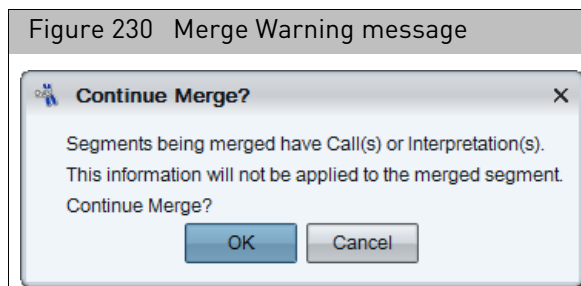 Figure 230 Merge Warning message
Continue Merge?
Segments being merged have Call(s) or Interpretation(s).
This information will not be applied to the merged segment.
Continue Merge?
OK Cancel